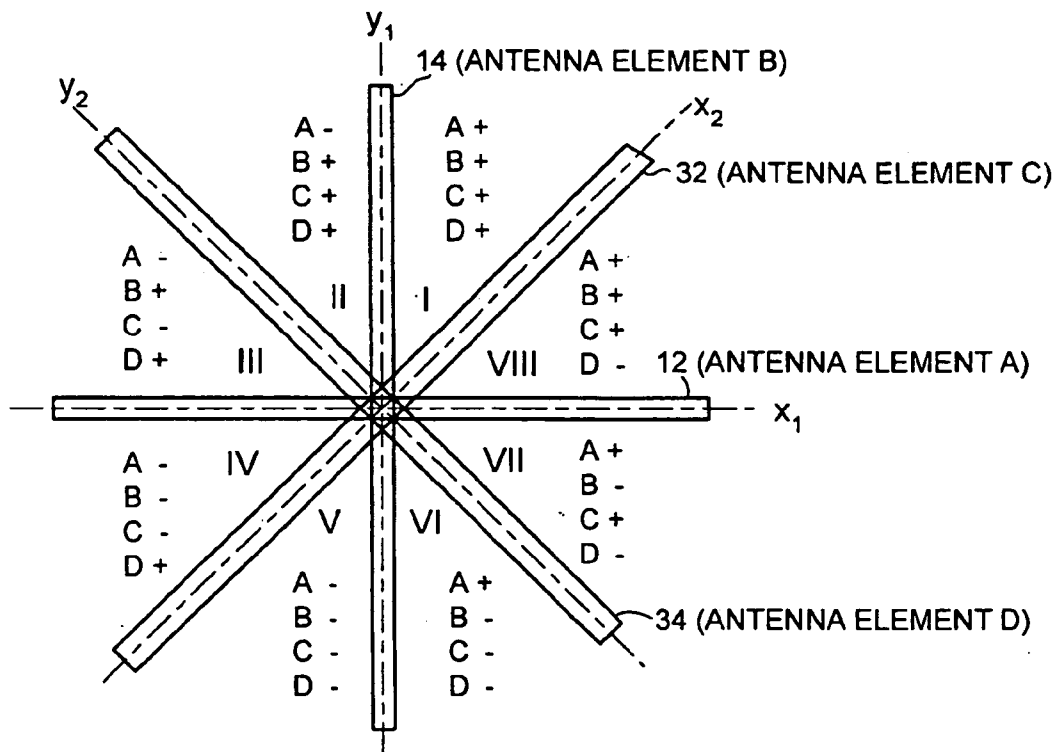 y1
14 (ANTENNA ELEMENT B)
y2
x2
A -
B +
C +
D +
A +
B +
C +
D +
32 (ANTENNA ELEMENT C)
A -
B +
C -
D +
A +
B +
C +
D -
II
I
III
VIII
12 (ANTENNA ELEMENT A)
x1
IV
VII
A -
B -
C -
D +
A +
B -
C +
D -
V
VI
A -
B -
C -
D -
A +
B -
C -
D -
34 (ANTENNA ELEMENT D)